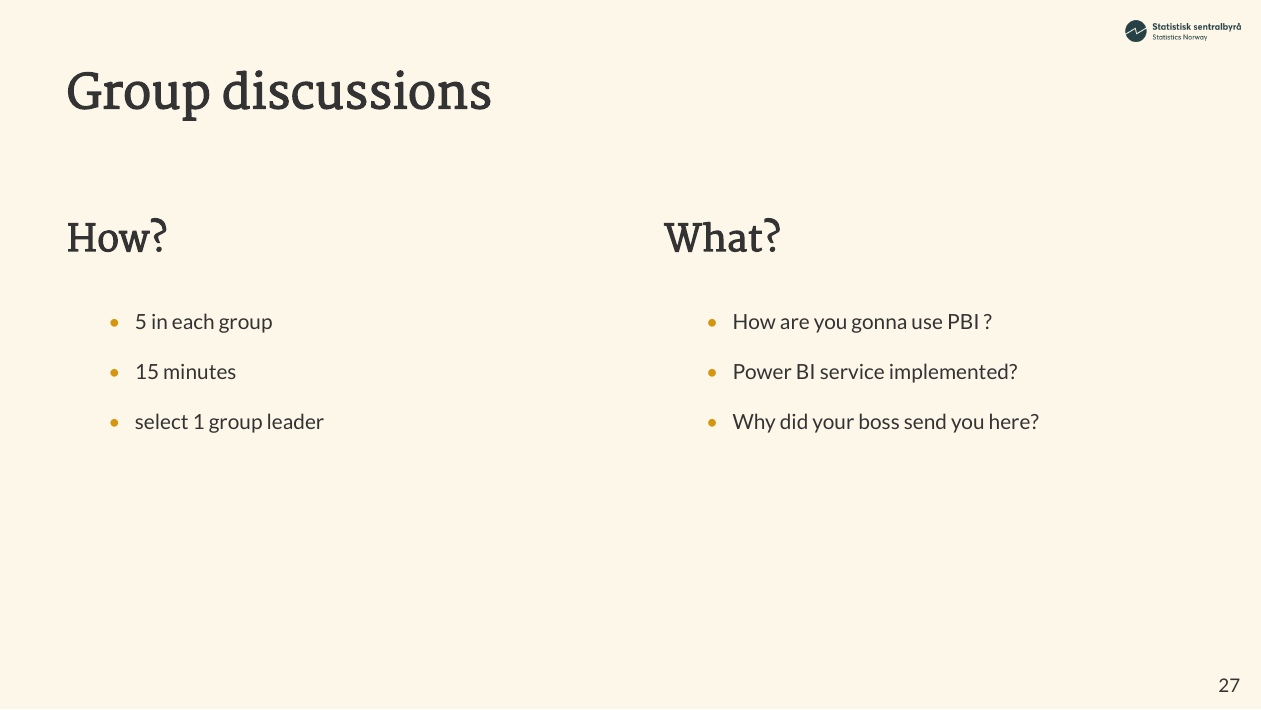 Statistisk sentralbyrå
Statistics Norway
Group discussions
How?
5 in each group
15 minutes
select 1 group leader
What?
How are you gonna use PBI ?
Power BI service implemented?
Why did your boss send you here?
27